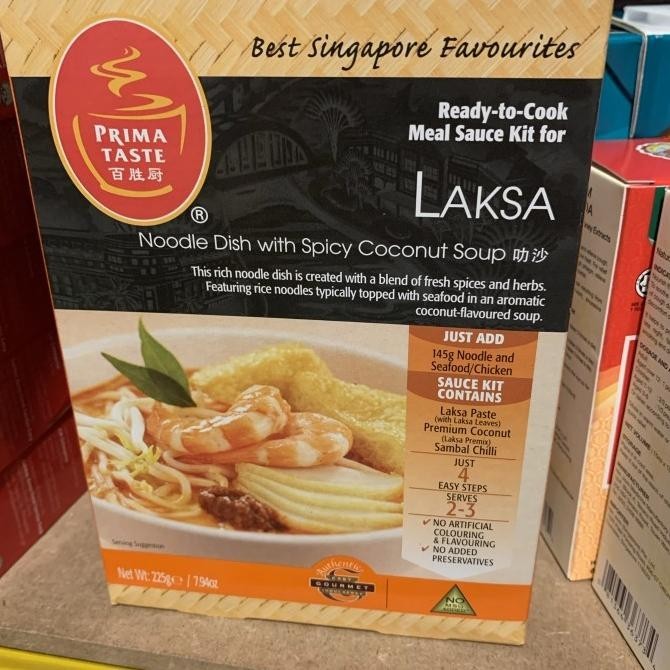 Best Singapore Favourites
PRIMA
TASTE
百胜厨
®
Ready-to-Cook
Meal Sauce Kit for
LAKSA
Noodle Dish with Spicy Coconut Soup 叻沙
This rich noodle dish is created with a blend of fresh spices and herbs.
Featuring rice noodles typically topped with seafood in an aromatic
coconut-flavoured soup.
JUST ADD
145g Noodle and
Seafood/Chicken
SAUCE KIT
CONTAINS
Laksa Paste
(with Laksa Leaves)
Premium Coconut
(Laksa Premix)
Sambal Chilli
JUST
4
EASY STEPS
SERVES
2-3
✓ NO ARTIFICIAL
COLOURING
& FLAVOURING
✓ NO ADDED
PRESERVATIVES
Serving Suggestion
Net Wt: 225g ℮ / 7.94oz
Authentic
EASY
GOURMET
NO
MSG